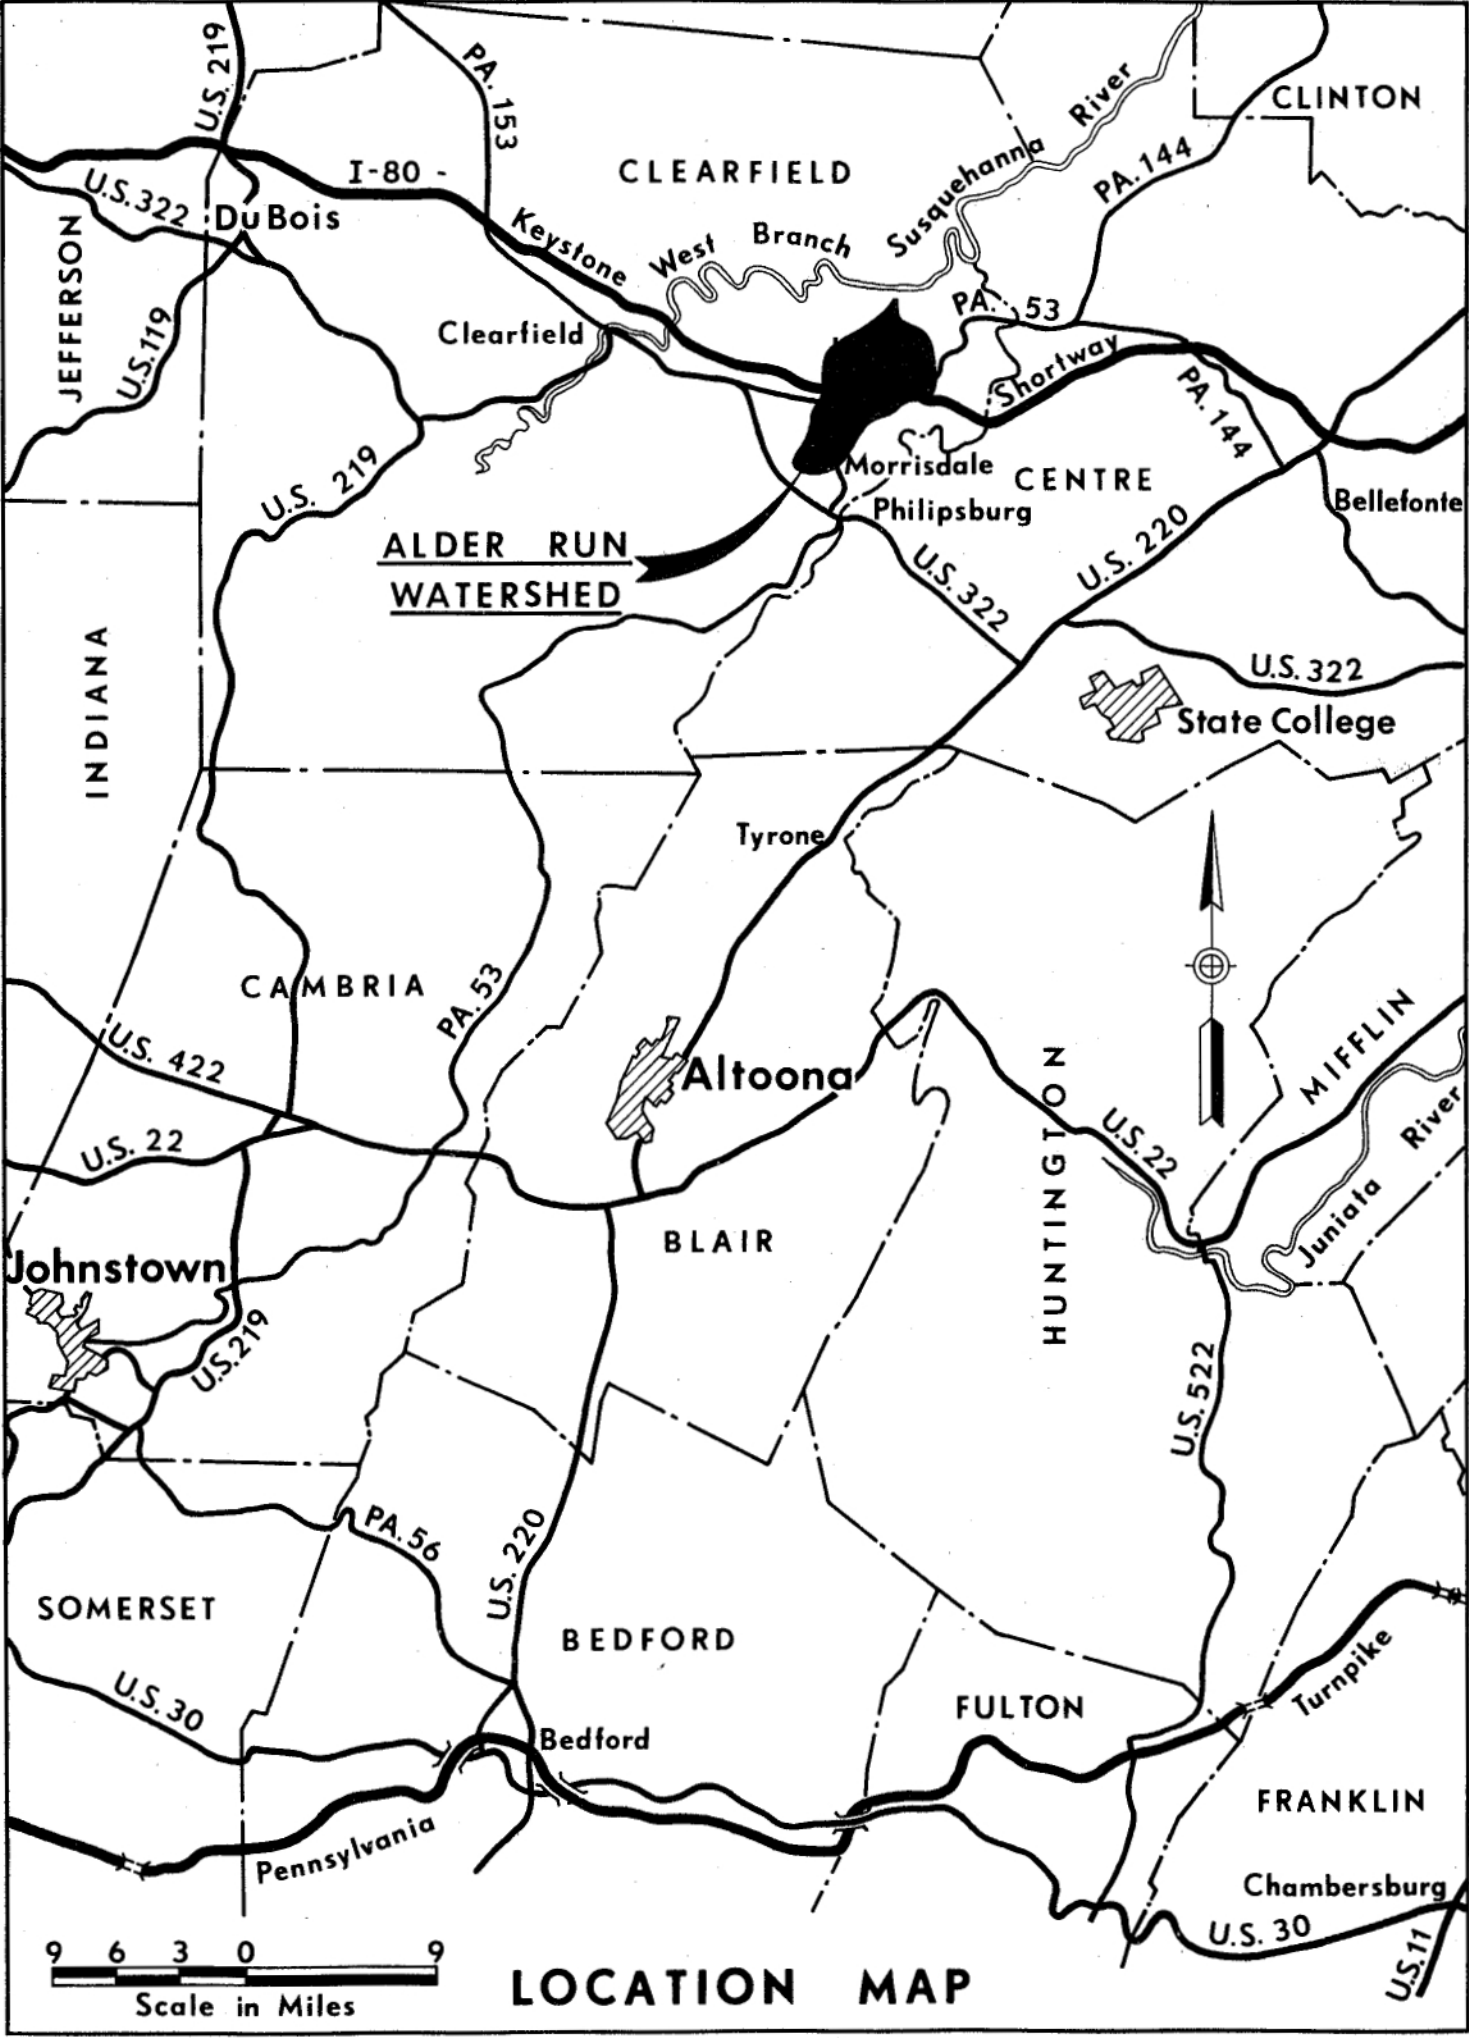 U.S. 219
PA. 153
CLINTON
River
I-80 -
CLEARFIELD
Susquehanna
PA. 144
U.S. 322
DuBois
Keystone
West Branch
JEFFERSON
U.S. 119
Clearfield
PA. 53
Shortway
PA. 144
U.S. 219
Morrisdale
CENTRE
Bellefonte
Philipsburg
U.S. 220
ALDER RUN
WATERSHED
U.S. 322
INDIANA
U.S. 322
State College
Tyrone
CAMBRIA
PA. 53
U.S. 422
Altoona
HUNTINGTON
MIFFLIN
U.S. 22
U.S. 22
River
Juniata
BLAIR
Johnstown
U.S. 219
U.S. 522
PA. 56
U.S. 220
SOMERSET
BEDFORD
Turnpike
U.S. 30
FULTON
Bedford
FRANKLIN
Pennsylvania
Chambersburg
U.S. 30
U.S. 11
9 6 3 0 9
Scale in Miles
LOCATION MAP